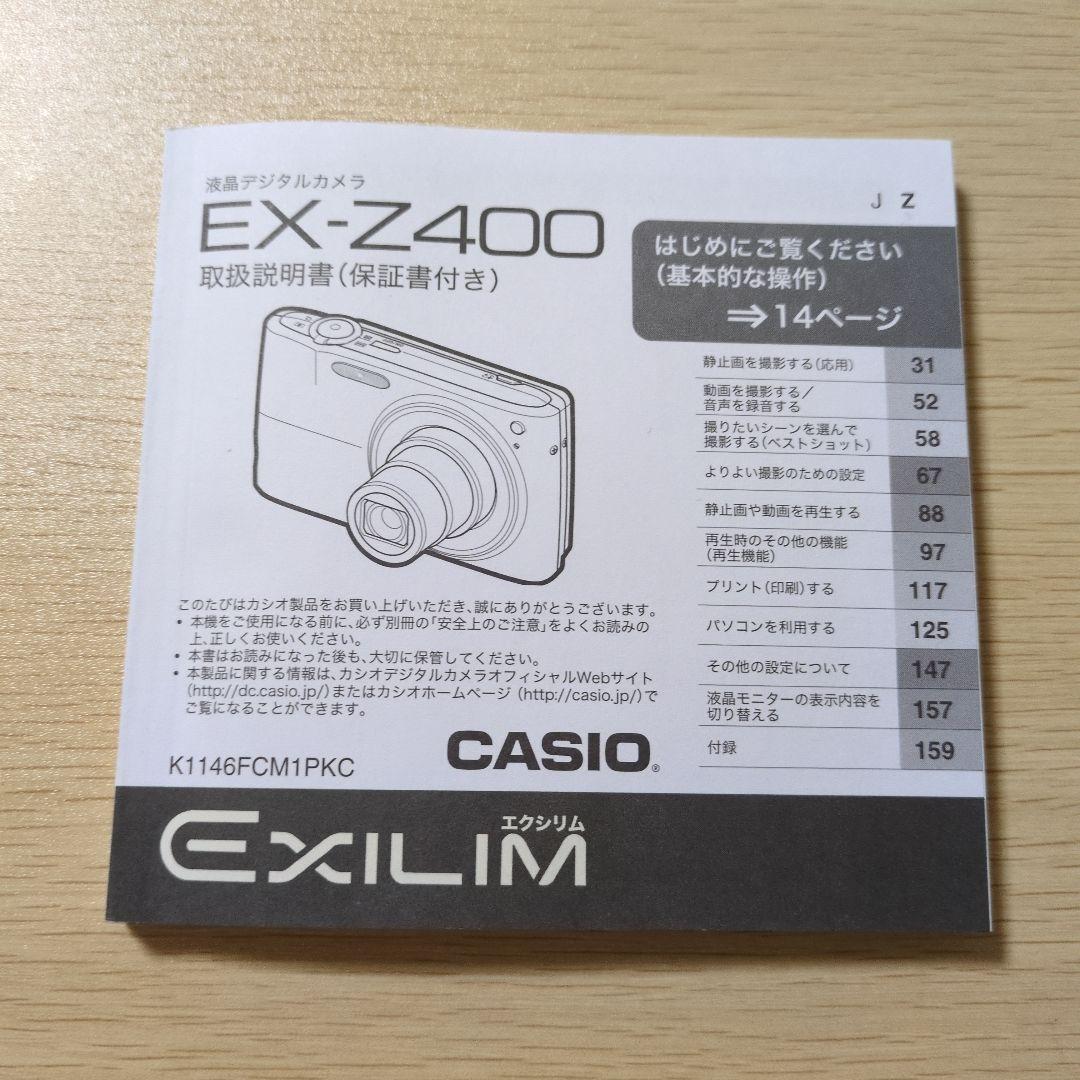 液晶デジタルカメラ
EX-Z400
取扱説明書(保証書付き)
J Z
はじめにご覧ください
(基本的な操作)
⇒14ページ
静止画を撮影する(応用) 31
動画を撮影する/
音声を録音する 52
撮りたいシーンを選んで
撮影する(ベストショット) 58
よりよい撮影のための設定 67
静止画や動画を再生する 88
再生時のその他の機能
(再生機能) 97
プリント(印刷)する 117
パソコンを利用する 125
その他の設定について 147
液晶モニターの表示内容を
切り替える 157
付録 159
このたびはカシオ製品をお買い上げいただき、誠にありがとうございます。
• 本機をご使用になる前に、必ず別冊の「安全上のご注意」をよくお読みの
上、正しくお使いください。
• 本書はお読みになった後も、大切に保管してください。
• 本製品に関する情報は、カシオデジタルカメラオフィシャルWebサイト
(http://dc.casio.jp/)またはカシオホームページ (http://casio.jp/)で
ご覧になることができます。
K1146FCM1PKC
CASIO®
エクシリム
EXILIM